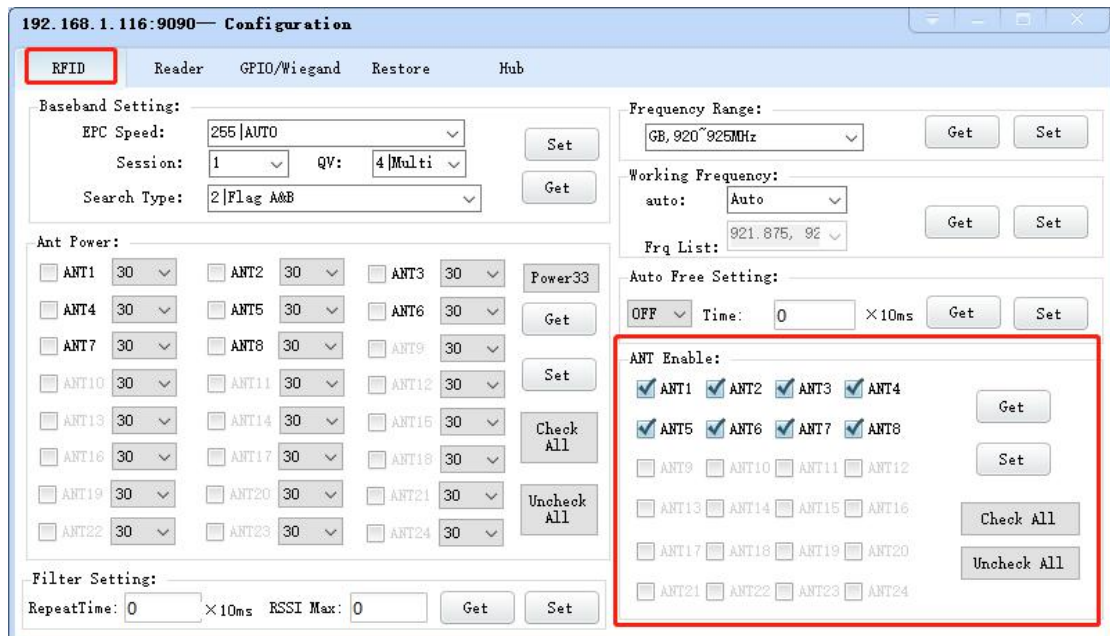 192.168.1.116:9090— Configuration
RFID Reader GPIO/Wiegand Restore Hub
Baseband Setting:
EPC Speed: 255|AUTO
Session: 1 QV: 4|Multi
Search Type: 2|Flag A&B
Set
Get
Ant Power:
ANT1 30 ANT2 30 ANT3 30 Power33
ANT4 30 ANT5 30 ANT6 30 Get
ANT7 30 ANT8 30 ANT9 30
ANT10 30 ANT11 30 ANT12 30 Set
ANT13 30 ANT14 30 ANT15 30 Check
All
ANT16 30 ANT17 30 ANT18 30
ANT19 30 ANT20 30 ANT21 30 Uncheck
All
ANT22 30 ANT23 30 ANT24 30
Filter Setting:
RepeatTime: 0 ×10ms RSSI Max: 0 Get Set
Frequency Range:
GB,920~925MHz Get Set
Working Frequency:
auto: Auto
Frq List: 921.875, 92
Get Set
Auto Free Setting:
OFF Time: 0 ×10ms Get Set
ANT Enable:
ANT1 ANT2 ANT3 ANT4
Get
ANT5 ANT6 ANT7 ANT8
ANT9 ANT10 ANT11 ANT12
Set
ANT13 ANT14 ANT15 ANT16
Check All
ANT17 ANT18 ANT19 ANT20
Uncheck All
ANT21 ANT22 ANT23 ANT24